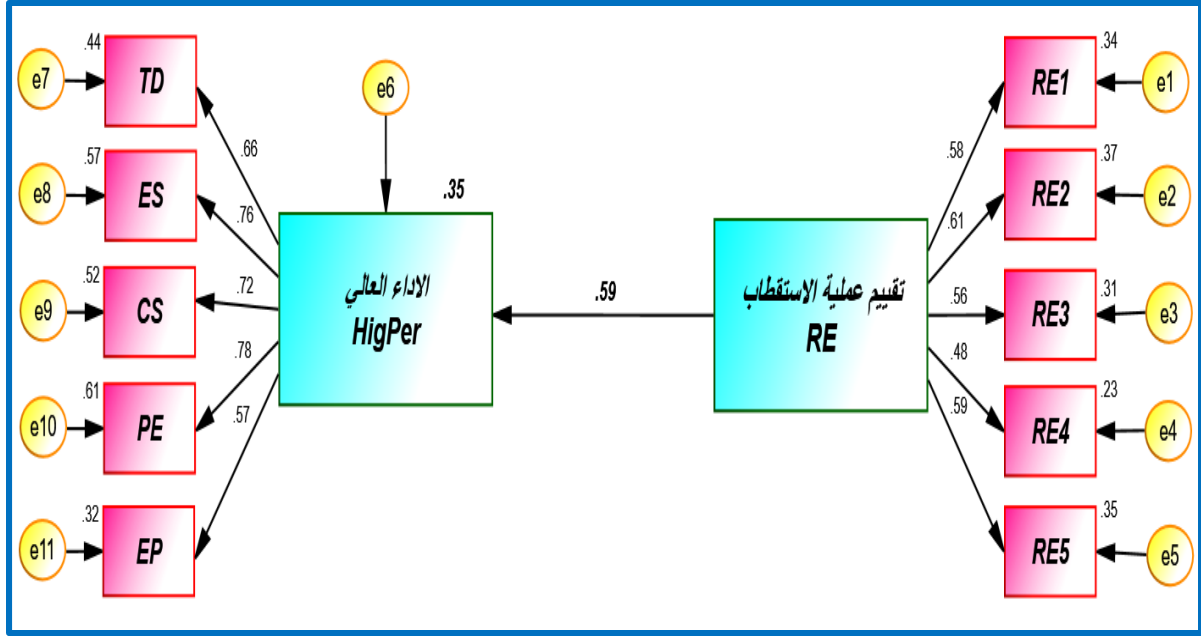 .44
e7
TD
.57
e8
ES
.52
e9
CS
.61
e10
PE
.32
e11
EP
.66
.76
.72
.78
.57
e6
.35
الاداء العالي
HigPer
.59
تقييم عملية الاستقطاب
RE
.58
.61
.56
.48
.59
.34
RE1
e1
.37
RE2
e2
.31
RE3
e3
.23
RE4
e4
.35
RE5
e5